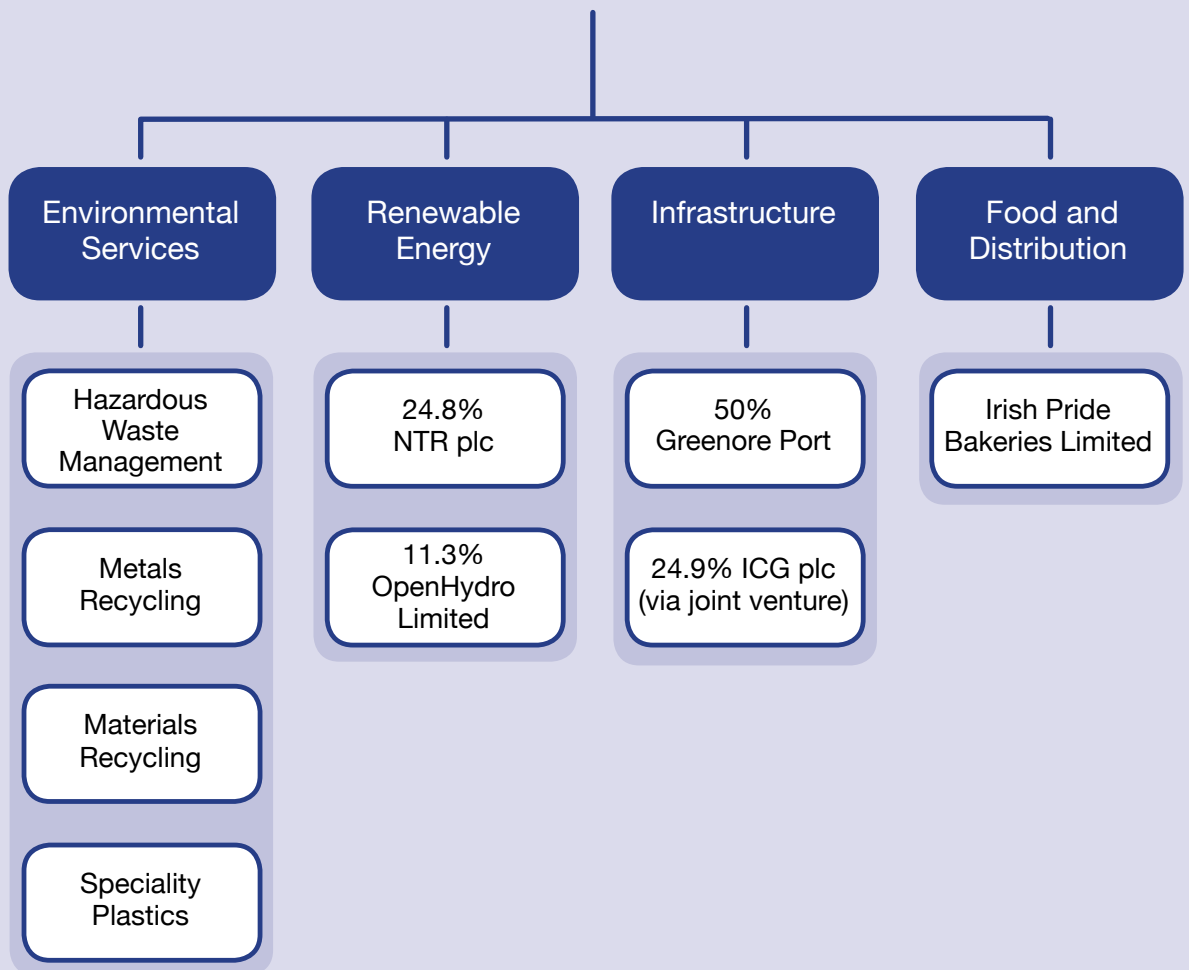 Environmental
Services
Renewable
Energy
Infrastructure
Food and
Distribution
Hazardous
Waste
Management
Metals
Recycling
Materials
Recycling
Speciality
Plastics
24.8%
NTR plc
11.3%
OpenHydro
Limited
50%
Greenore Port
24.9% ICG plc
(via joint venture)
Irish Pride
Bakeries Limited